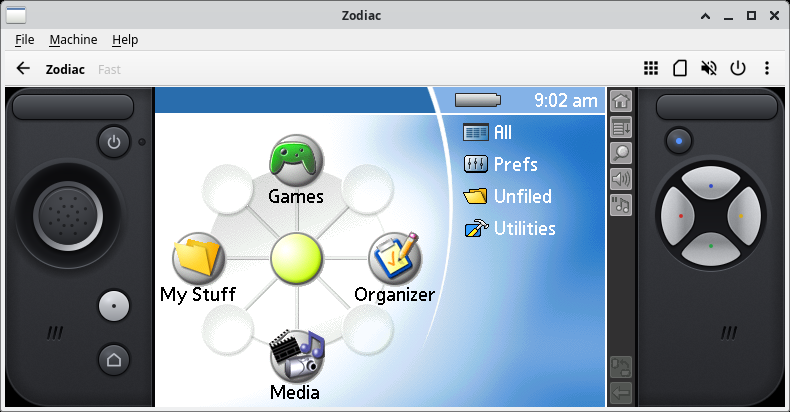 Zodiac
File Machine Help
Zodiac Fast
9:02 am
All
Prefs
Unfiled
Utilities
Games
My Stuff
Organizer
Media